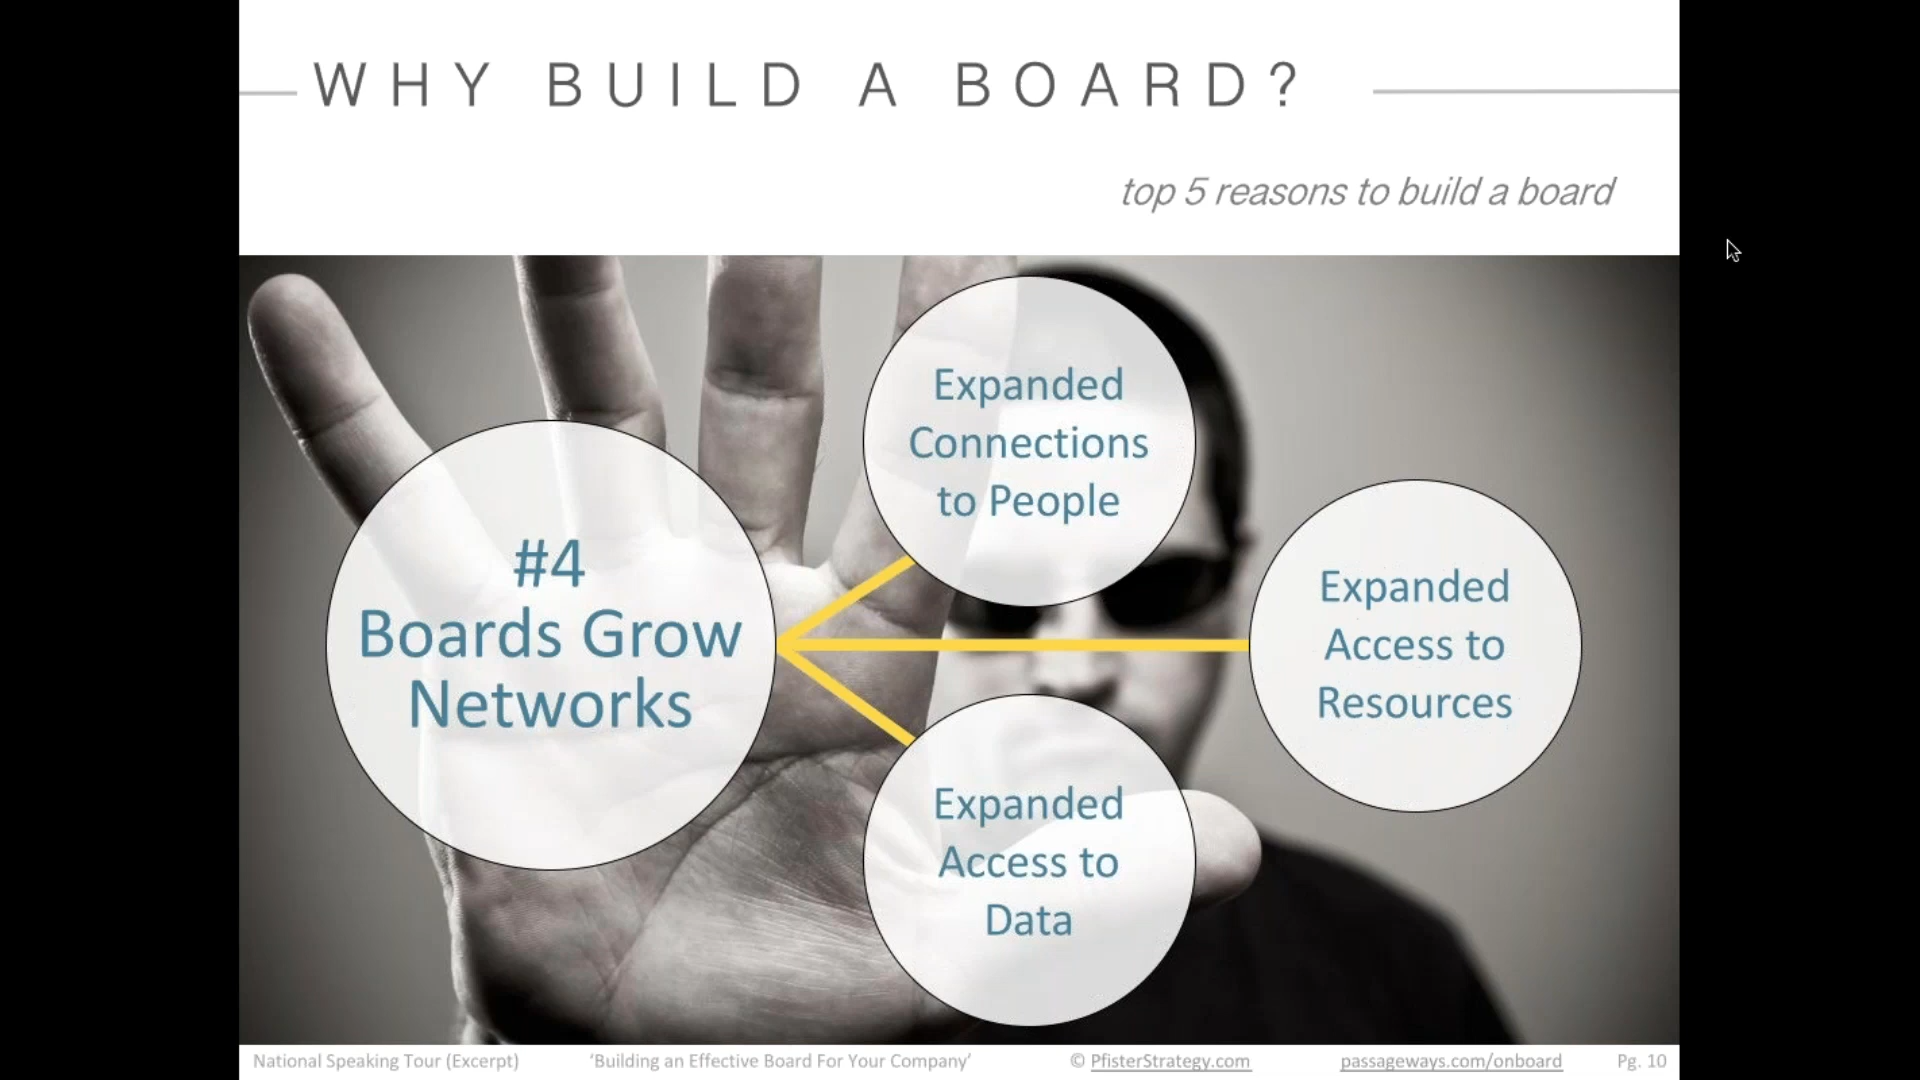 WHY BUILD A BOARD?
top 5 reasons to build a board
Expanded
Connections
to People
#4
Boards Grow
Networks
Expanded
Access to
Resources
Expanded
Access to
Data
National Speaking Tour (Excerpt) ‘Building an Effective Board For Your Company’ © PfisterStrategy.com passageways.com/onboard Pg. 10